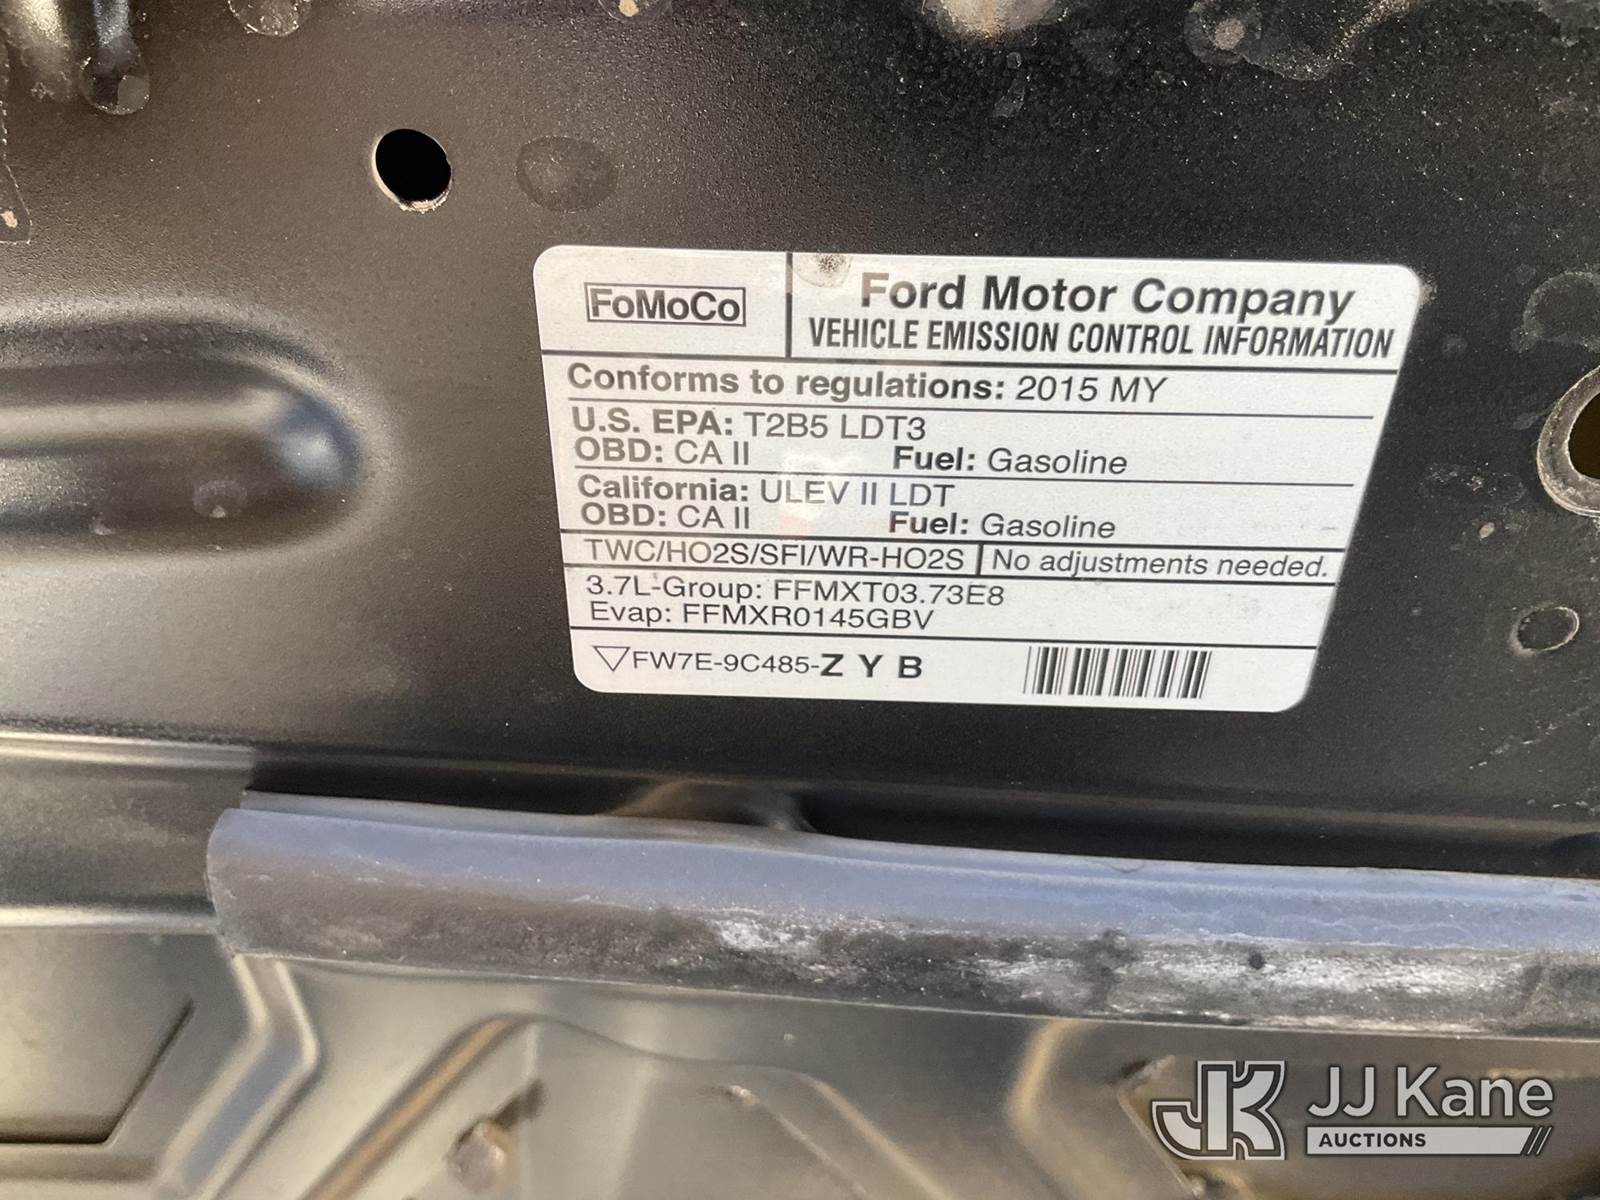 FoMoCo
Ford Motor Company
VEHICLE EMISSION CONTROL INFORMATION
Conforms to regulations: 2015 MY
U.S. EPA: T2B5 LDT3
OBD: CA II Fuel: Gasoline
California: ULEV II LDT
OBD: CA II Fuel: Gasoline
TWC/HO2S/SFI/WR-HO2S No adjustments needed.
3.7L-Group: FFMXT03.73E8
Evap: FFMXR0145GBV
FW7E-9C485-Z Y B
JK JJ Kane
AUCTIONS